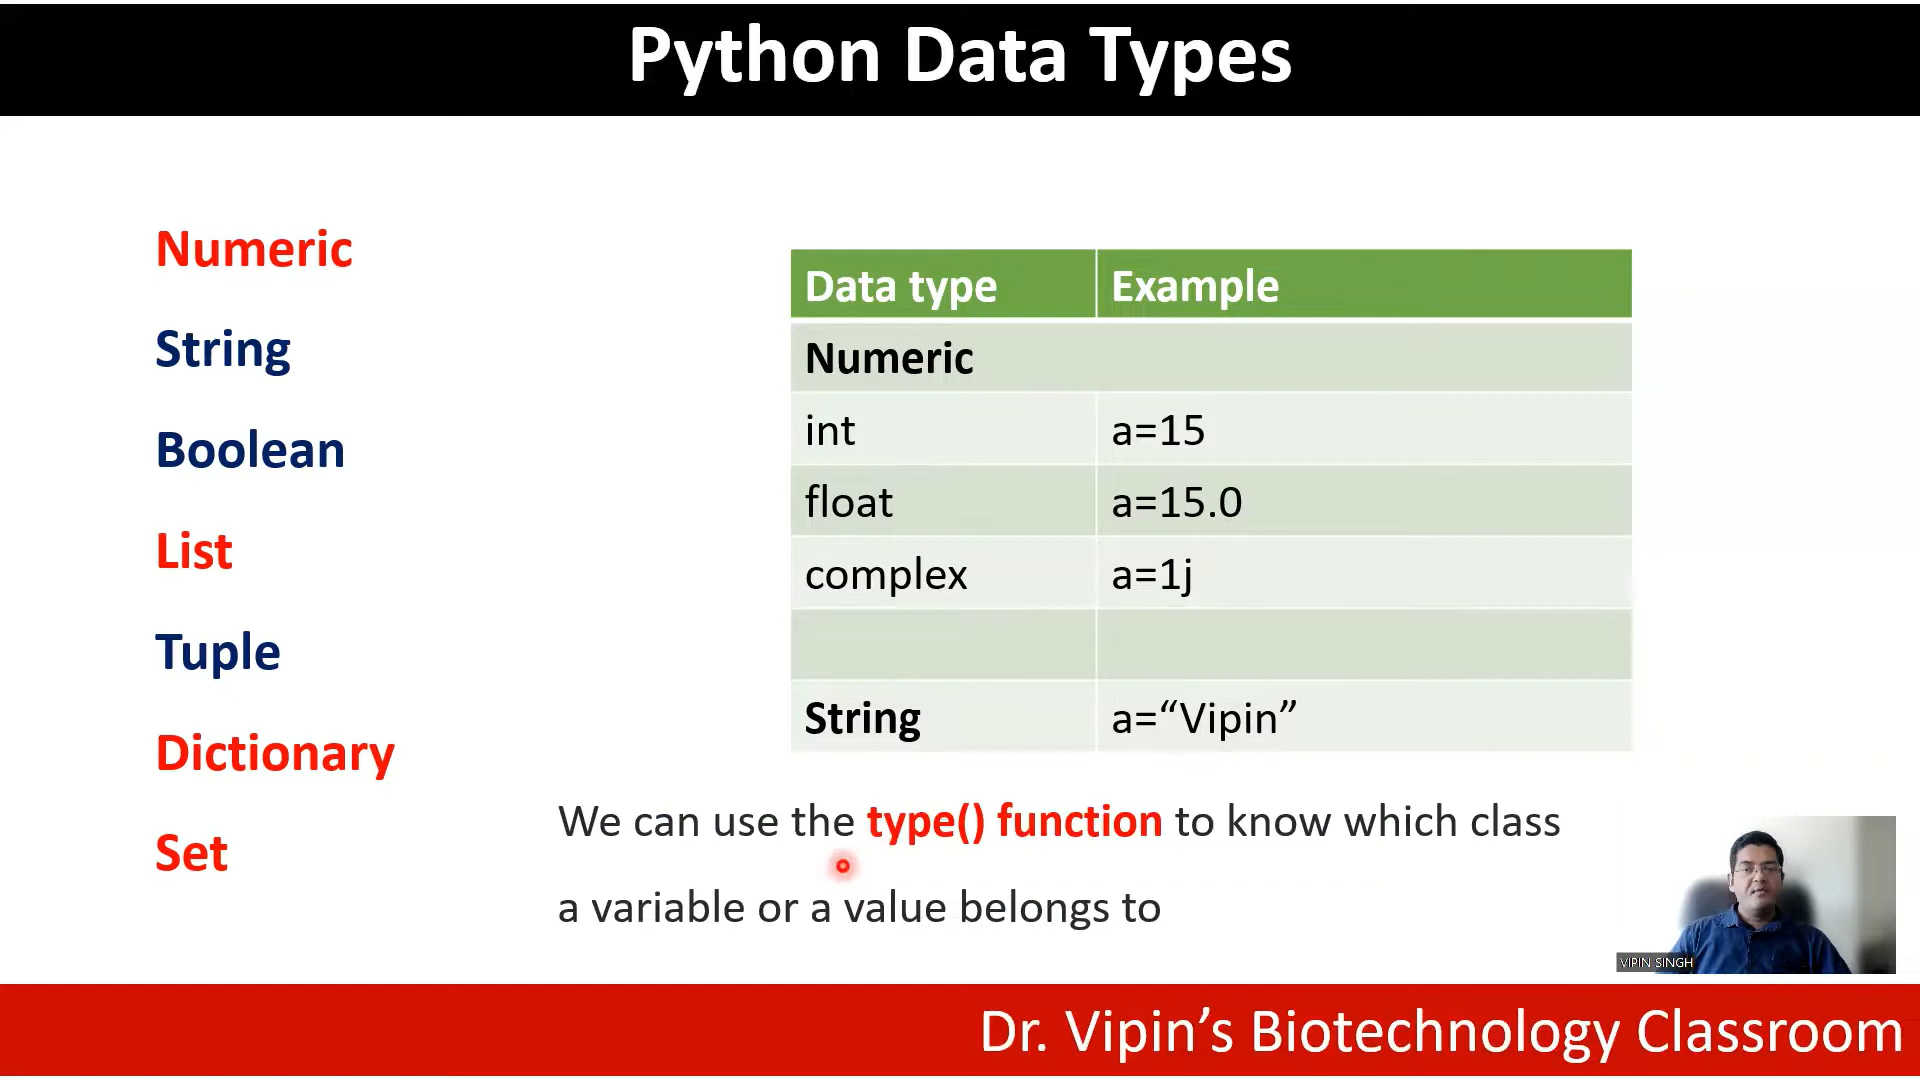 Python Data Types
Numeric
String
Boolean
List
Tuple
Dictionary
Set
Data type Example
Numeric
int a=15
float a=15.0
complex a=1j
String a=“Vipin”
We can use the type() function to know which class
a variable or a value belongs to
VIPIN SINGH
Dr. Vipin’s Biotechnology Classroom